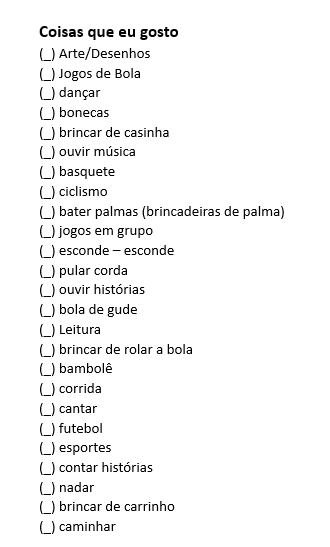 Coisas que eu gosto
(_) Arte/Desenhos
(_) Jogos de Bola
(_) dançar
(_) bonecas
(_) brincar de casinha
(_) ouvir música
(_) basquete
(_) ciclismo
(_) bater palmas (brincadeiras de palma)
(_) jogos em grupo
(_) esconde – esconde
(_) pular corda
(_) ouvir histórias
(_) bola de gude
(_) Leitura
(_) brincar de rolar a bola
(_) bambolê
(_) corrida
(_) cantar
(_) futebol
(_) esportes
(_) contar histórias
(_) nadar
(_) brincar de carrinho
(_) caminhar